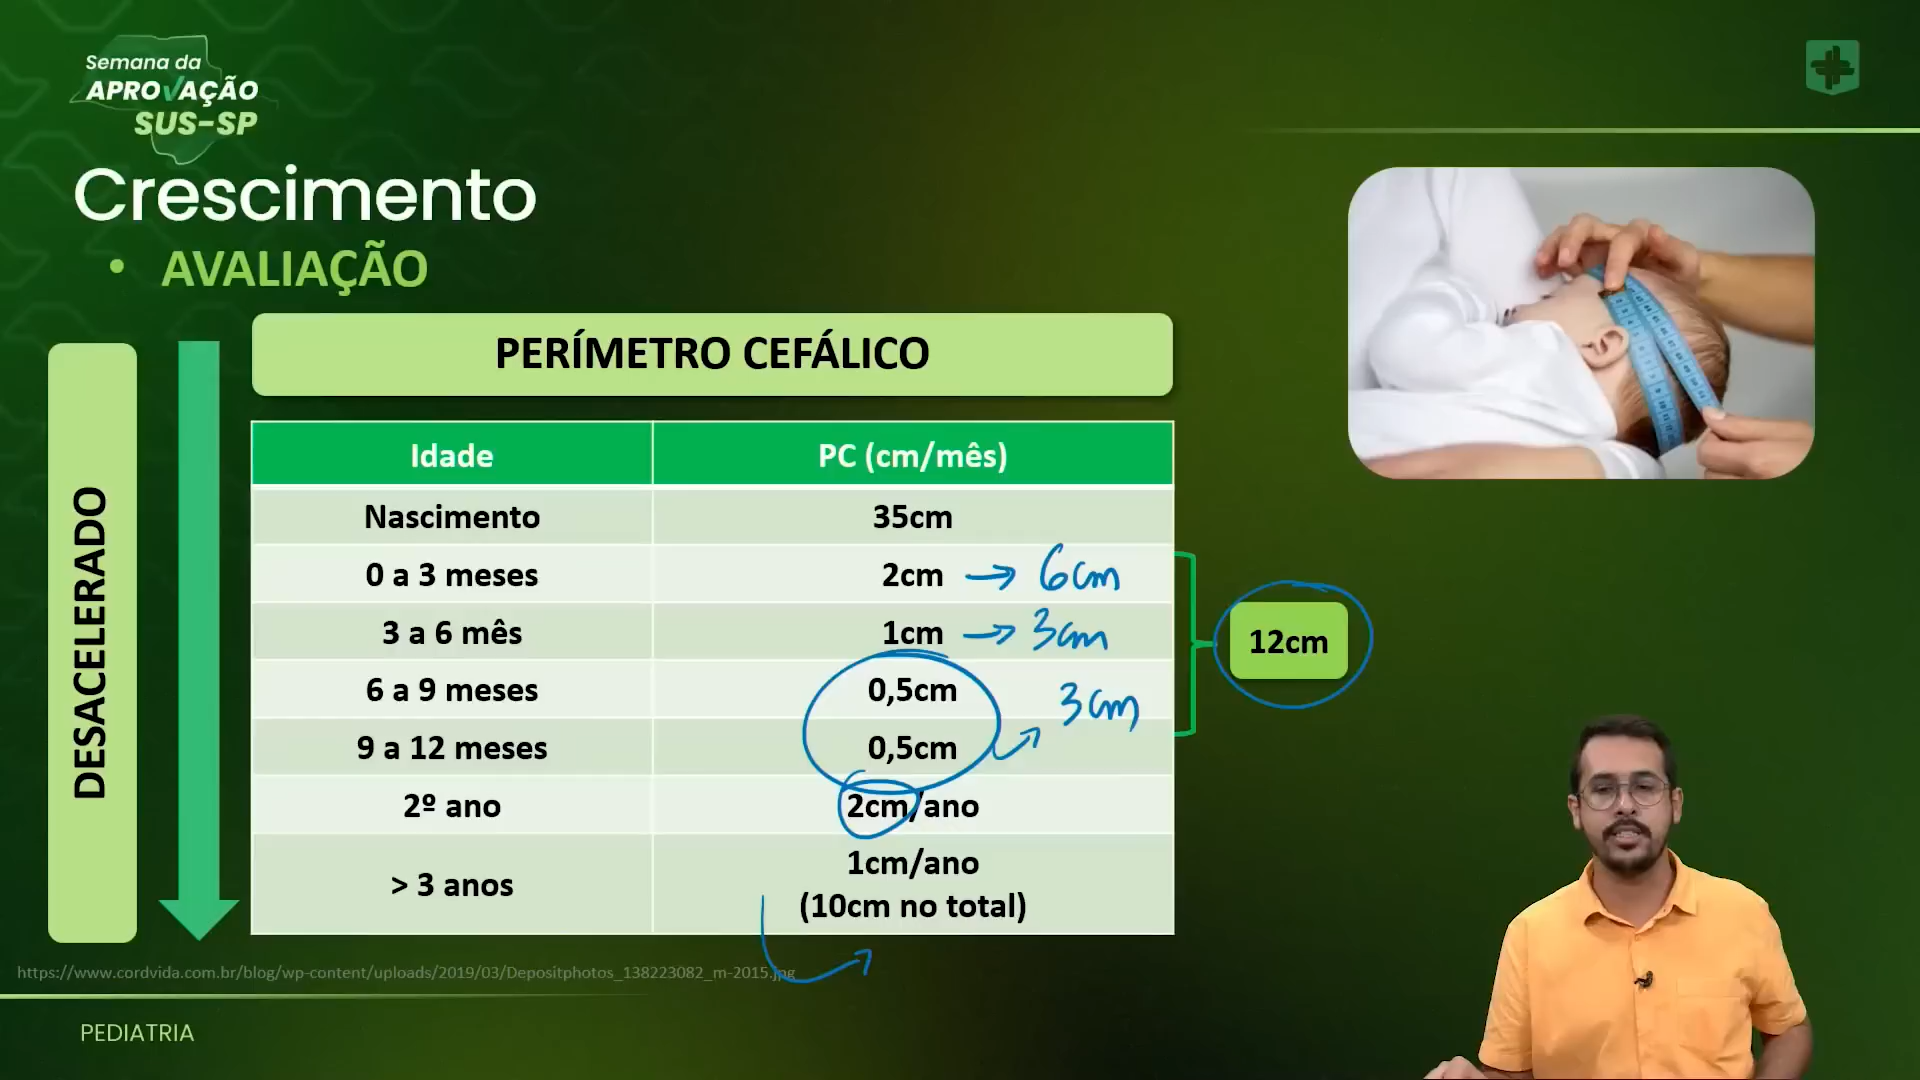 Semana da
APROVAÇÃO
SUS-SP
Crescimento
• AVALIAÇÃO
DESACELERADO
PERÍMETRO CEFÁLICO
Idade PC (cm/mês)
Nascimento 35cm
0 a 3 meses 2cm → 6cm
3 a 6 mês 1cm → 3cm
12cm
6 a 9 meses 0,5cm
3cm
9 a 12 meses 0,5cm
2º ano 2cm/ano
> 3 anos 1cm/ano
(10cm no total)
https://www.cordvida.com.br/blog/wp-content/uploads/2019/03/Depositphotos_138223082_m-2015.jpg
PEDIATRIA